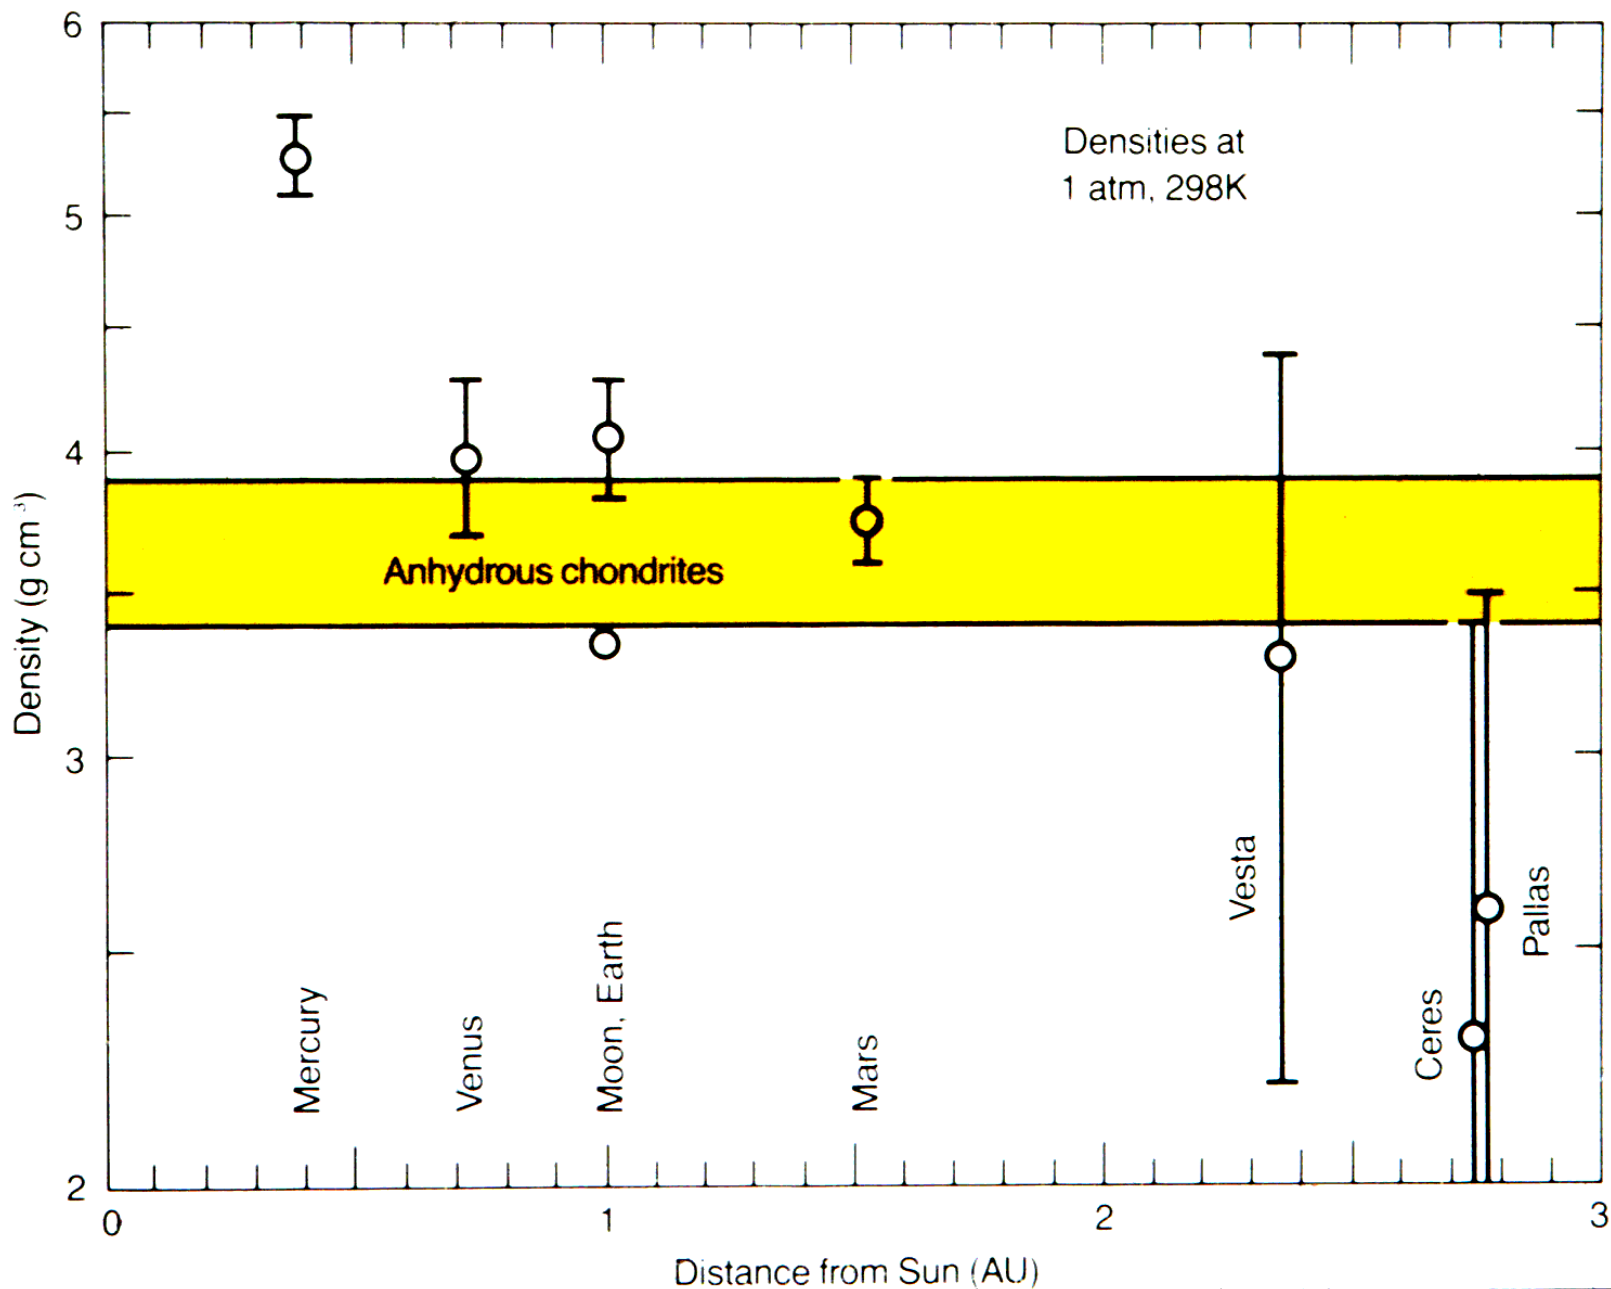 6
5
4
3
2
Density (g cm⁻³)
Densities at
1 atm, 298K
Anhydrous chondrites
Mercury
Venus
Moon, Earth
Mars
Vesta
Ceres
Pallas
0
1
2
3
Distance from Sun (AU)